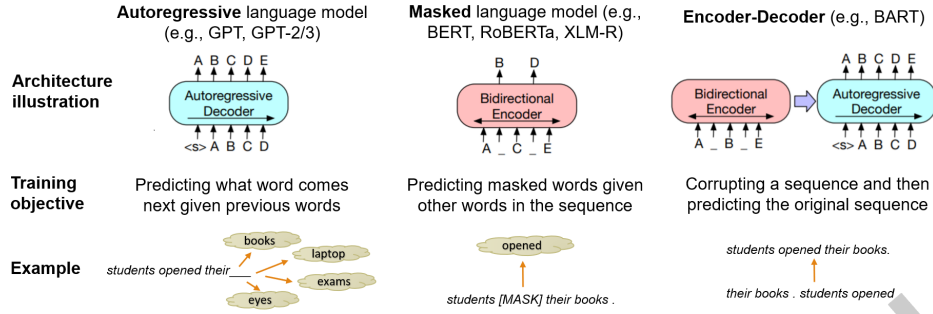 Autoregressive language model
(e.g., GPT, GPT-2/3)
Masked language model (e.g.,
BERT, RoBERTa, XLM-R)
Encoder-Decoder (e.g., BART)
Architecture
illustration
A B C D E
Autoregressive
Decoder
<s> A B C D
B D
Bidirectional
Encoder
A _ C _ E
Bidirectional
Encoder
A _ B _ E
A B C D E
Autoregressive
Decoder
<s> A B C D
Training
objective
Predicting what word comes
next given previous words
Predicting masked words given
other words in the sequence
Corrupting a sequence and then
predicting the original sequence
Example
students opened their___
books
laptop
exams
eyes
opened
students [MASK] their books .
students opened their books.
their books . students opened